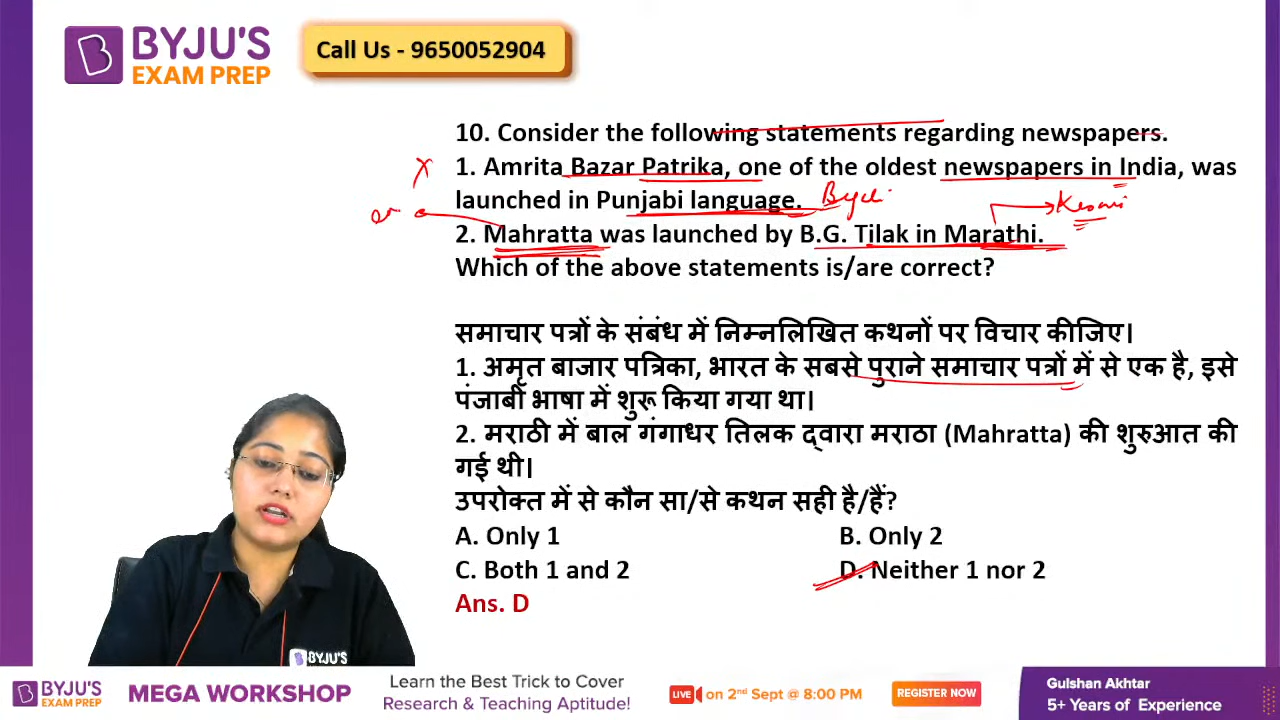 BYJU'S
EXAM PREP
Call Us - 9650052904
10. Consider the following statements regarding newspapers.
X 1. Amrita Bazar Patrika, one of the oldest newspapers in India, was
launched in Punjabi language.
Kesari
2. Mahratta was launched by B.G. Tilak in Marathi.
Which of the above statements is/are correct?
समाचार पत्रों के संबंध में निम्नलिखित कथनों पर विचार कीजिए।
1. अमृत बाजार पत्रिका, भारत के सबसे पुराने समाचार पत्रों में से एक है, इसे
पंजाबी भाषा में शुरू किया गया था।
2. मराठी में बाल गंगाधर तिलक द्वारा मराठा (Mahratta) की शुरुआत की
गई थी।
उपरोक्त में से कौन सा/से कथन सही है/हैं?
A. Only 1 B. Only 2
C. Both 1 and 2 D. Neither 1 nor 2
Ans. D
BYJU'S
BYJU'S
EXAM PREP
MEGA WORKSHOP
Learn the Best Trick to Cover
Research & Teaching Aptitude!
LIVE on 2nd Sept @ 8:00 PM
REGISTER NOW
Gulshan Akhtar
5+ Years of Experience